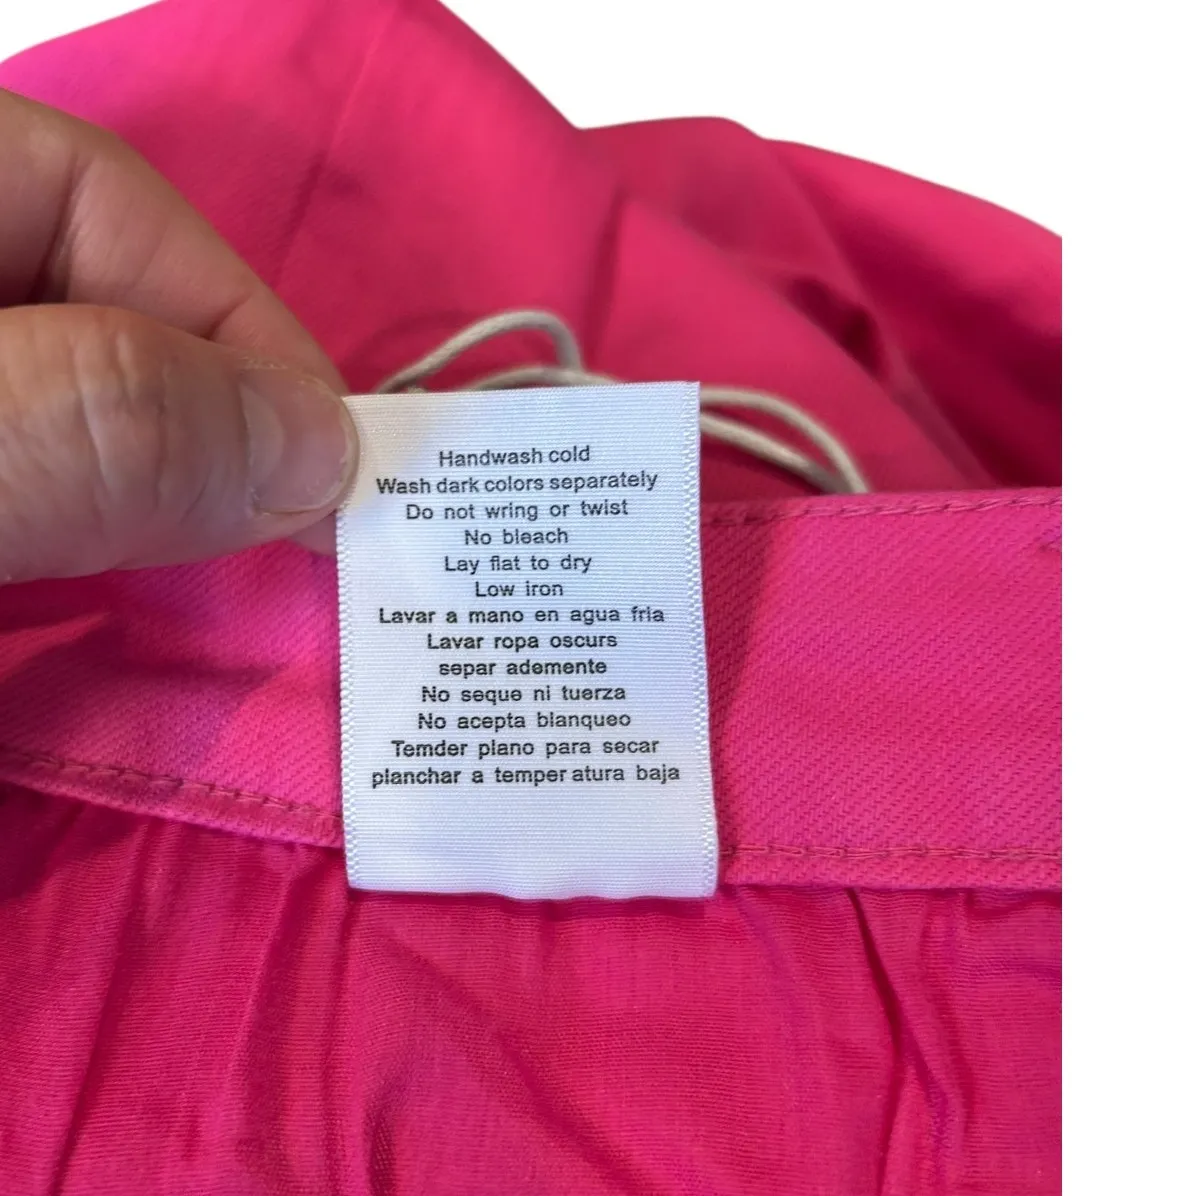 Handwash cold
Wash dark colors separately
Do not wring or twist
No bleach
Lay flat to dry
Low iron
Lavar a mano en agua fria
Lavar ropa oscurs
separ ademente
No seque ni tuerza
No acepta blanqueo
Temder plano para secar
planchar a temper atura baja